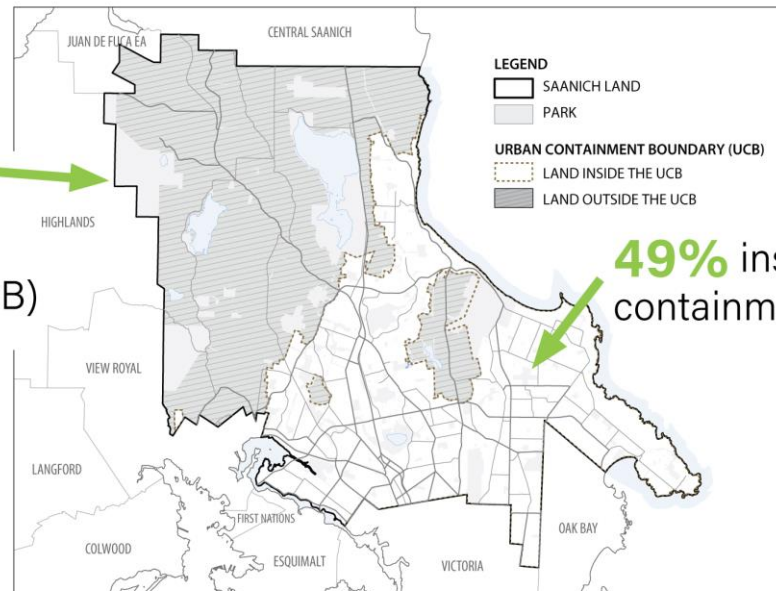 CENTRAL SAANICH
JUAN DE FUCA EA
LEGEND
SAANICH LAND
PARK
URBAN CONTAINMENT BOUNDARY (UCB)
LAND INSIDE THE UCB
LAND OUTSIDE THE UCB
HIGHLANDS
49% ins
B)
containm
VIEW ROYAL
LANGFORD
FIRST NATIONS
OAK BAY
COLWOOD
ESQUIMALT
VICTORIA